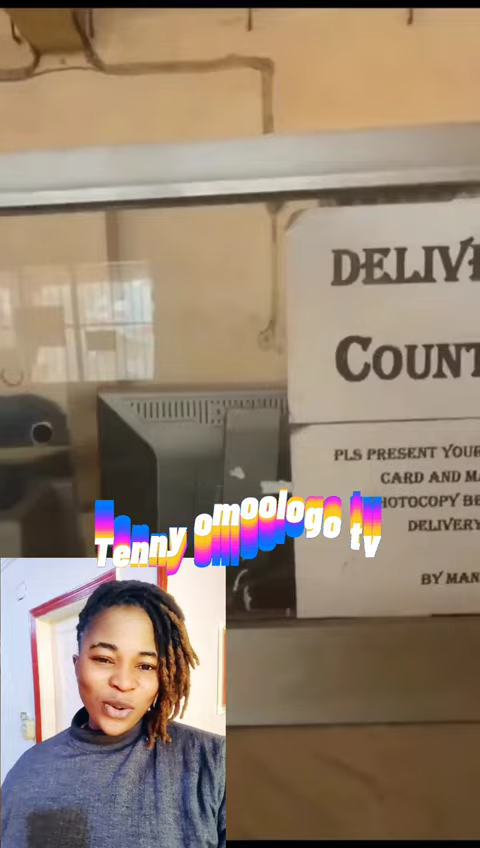 DELIVE
COUNT
PLS PRESENT YOUR
CARD AND MA
HOTOCOPY BE
DELIVERY
BY MAN
Tenny omoologo tv